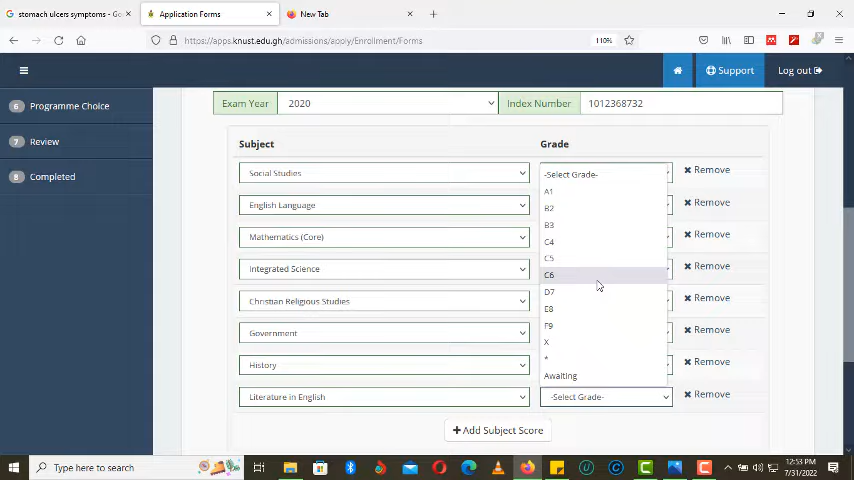 stomach ulcers symptoms - Go
Application Forms
New Tab
https://apps.knust.edu.gh/admissions/apply/Enrollment/Forms
110%
Support
Log out
6 Programme Choice
7 Review
8 Completed
Exam Year 2020 Index Number 1012368732
Subject Grade
Social Studies Remove
English Language Remove
Mathematics (Core) Remove
Integrated Science Remove
Christian Religious Studies Remove
Government Remove
History Remove
Literature in English -Select Grade- Remove
-Select Grade-
A1
B2
B3
C4
C5
C6
D7
E8
F9
X
*
Awaiting
+ Add Subject Score
Type here to search
12:53 PM
7/31/2022